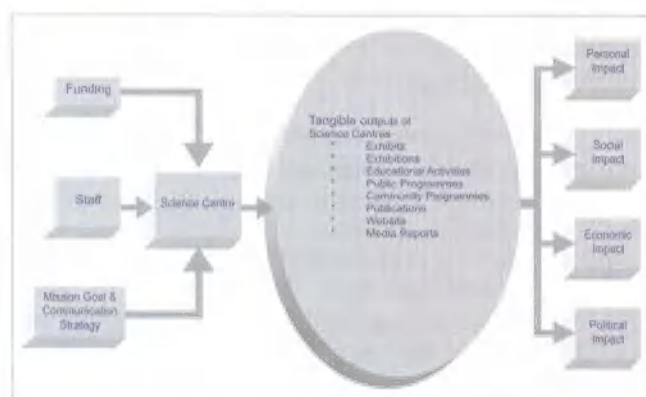 Funding
Staff
Mission Goal &
Communication
Strategy
Science Centre
Tangible outputs of
Science Centres
• Exhibits
• Exhibitions
• Educational Activities
• Public Programmes
• Community Programmes
• Publications
• Website
• Media Reports
Personal
Impact
Social
Impact
Economic
Impact
Political
Impact